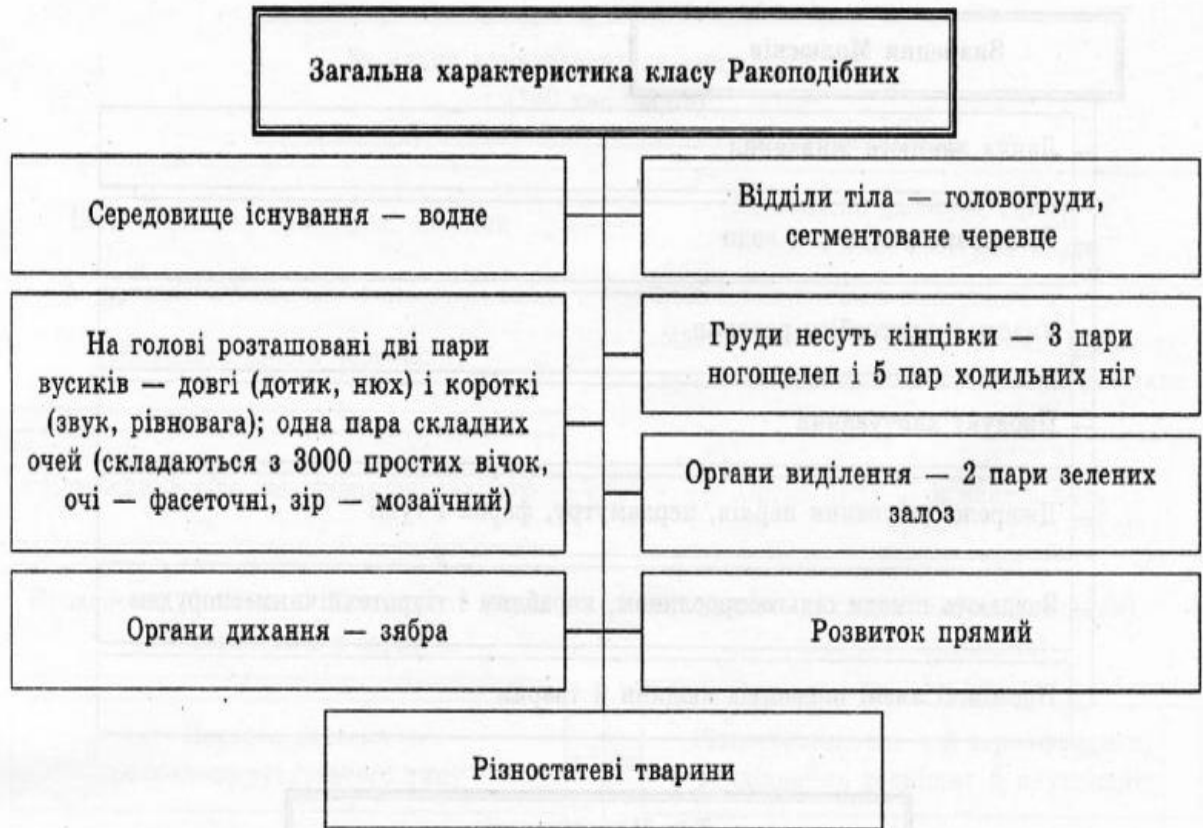 Загальна характеристика класу Ракоподібних
Середовище існування — водне
Відділи тіла — головогруди,
сегментоване черевце
На голові розташовані дві пари
вусиків — довгі (дотик, нюх) і короткі
(звук, рівновага); одна пара складних
очей (складаються з 3000 простих вічок,
очі — фасеточні, зір — мозаїчний)
Груди несуть кінцівки — 3 пари
ногощелеп і 5 пар ходильних ніг
Органи виділення — 2 пари зелених
залоз
Органи дихання — зябра
Розвиток прямий
Різностатеві тварини